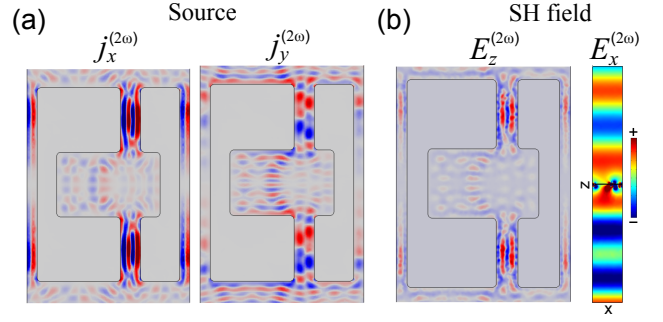 (a) Source (b) SH field
j_x^{(2ω)} j_y^{(2ω)} E_z^{(2ω)} E_x^{(2ω)}
+
z
−
x